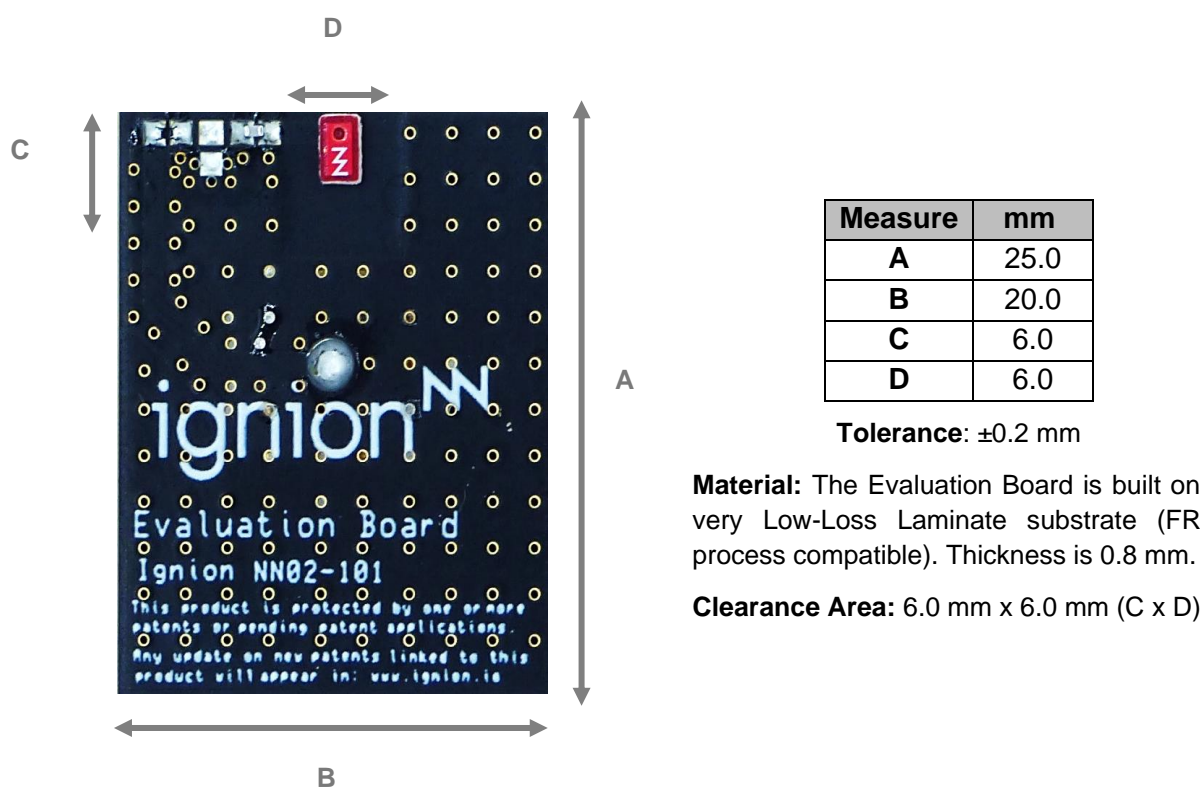 D
C
Measure mm
A 25.0
B 20.0
C 6.0
D 6.0
A
Tolerance: ±0.2 mm
ignion
Material: The Evaluation Board is built on
very Low-Loss Laminate substrate (FR
process compatible). Thickness is 0.8 mm.
Evaluation Board
Ignion NN02-101
Clearance Area: 6.0 mm x 6.0 mm (C x D)
This product is protected by one or more
patents or pending patent applications.
Any update on new patents linked to this
product will appear in: www.ignion.io
B